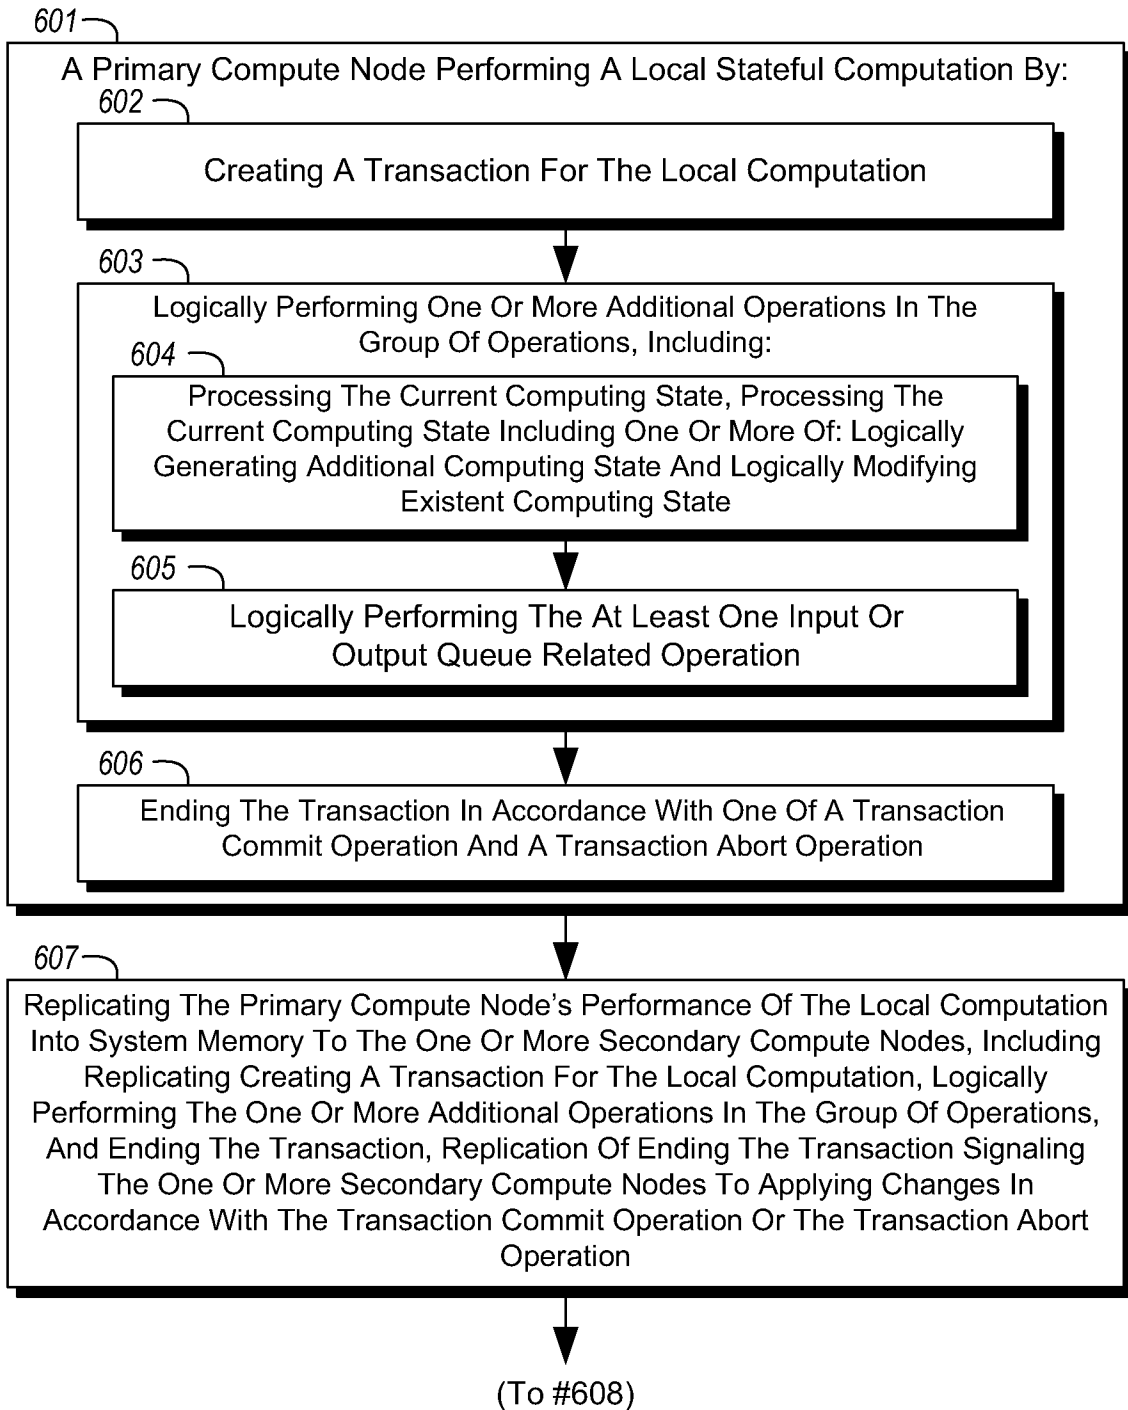 601
A Primary Compute Node Performing A Local Stateful Computation By:
602
Creating A Transaction For The Local Computation
603
Logically Performing One Or More Additional Operations In The
Group Of Operations, Including:
604
Processing The Current Computing State, Processing The
Current Computing State Including One Or More Of: Logically
Generating Additional Computing State And Logically Modifying
Existent Computing State
605
Logically Performing The At Least One Input Or
Output Queue Related Operation
606
Ending The Transaction In Accordance With One Of A Transaction
Commit Operation And A Transaction Abort Operation
607
Replicating The Primary Compute Node's Performance Of The Local Computation
Into System Memory To The One Or More Secondary Compute Nodes, Including
Replicating Creating A Transaction For The Local Computation, Logically
Performing The One Or More Additional Operations In The Group Of Operations,
And Ending The Transaction, Replication Of Ending The Transaction Signaling
The One Or More Secondary Compute Nodes To Applying Changes In
Accordance With The Transaction Commit Operation Or The Transaction Abort
Operation
(To #608)